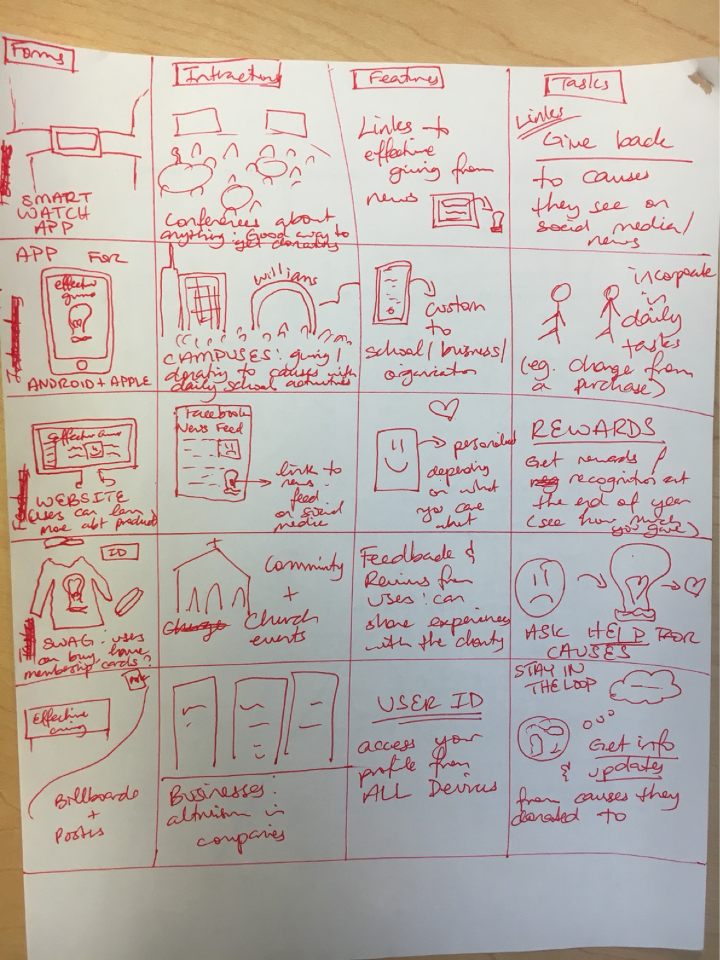 Forms
SMART
WATCH
APP
Interactions
Conferences about
anything: Good way to
get donating
Features
Links to
effective
giving from
news
Tasks
Links
Give back
to causes
they see on
social media/
news
APP FOR
effective
giving
ANDROID + APPLE
williams
CAMPUSES: giving/
donating to causes with
daily school activities
custom
to
school/business/
organization
incorporate
in
daily
tasks
(eg. change from
a purchase)
effective
WEBSITE
(users can learn
more abt product)
Facebook
News Feed
link to
news
feed
on social
media
personalized
depending
on what
you care
about
REWARDS
Get rewards/
recognition at
the end of year
(see how much
you gave)
ID
SWAG: users
can buy, have
membership cards?
Community
+
Church
events
Feedback &
Reviews from
users: can
share experiences
with the charity
ASK HELP FOR
CAUSES
Effective
Giving
Billboards
+
Posters
Businesses:
altruism in
companies
USER ID
access your
profile from
ALL Devices
STAY IN
THE LOOP
Get info
& updates
from causes they
donated to